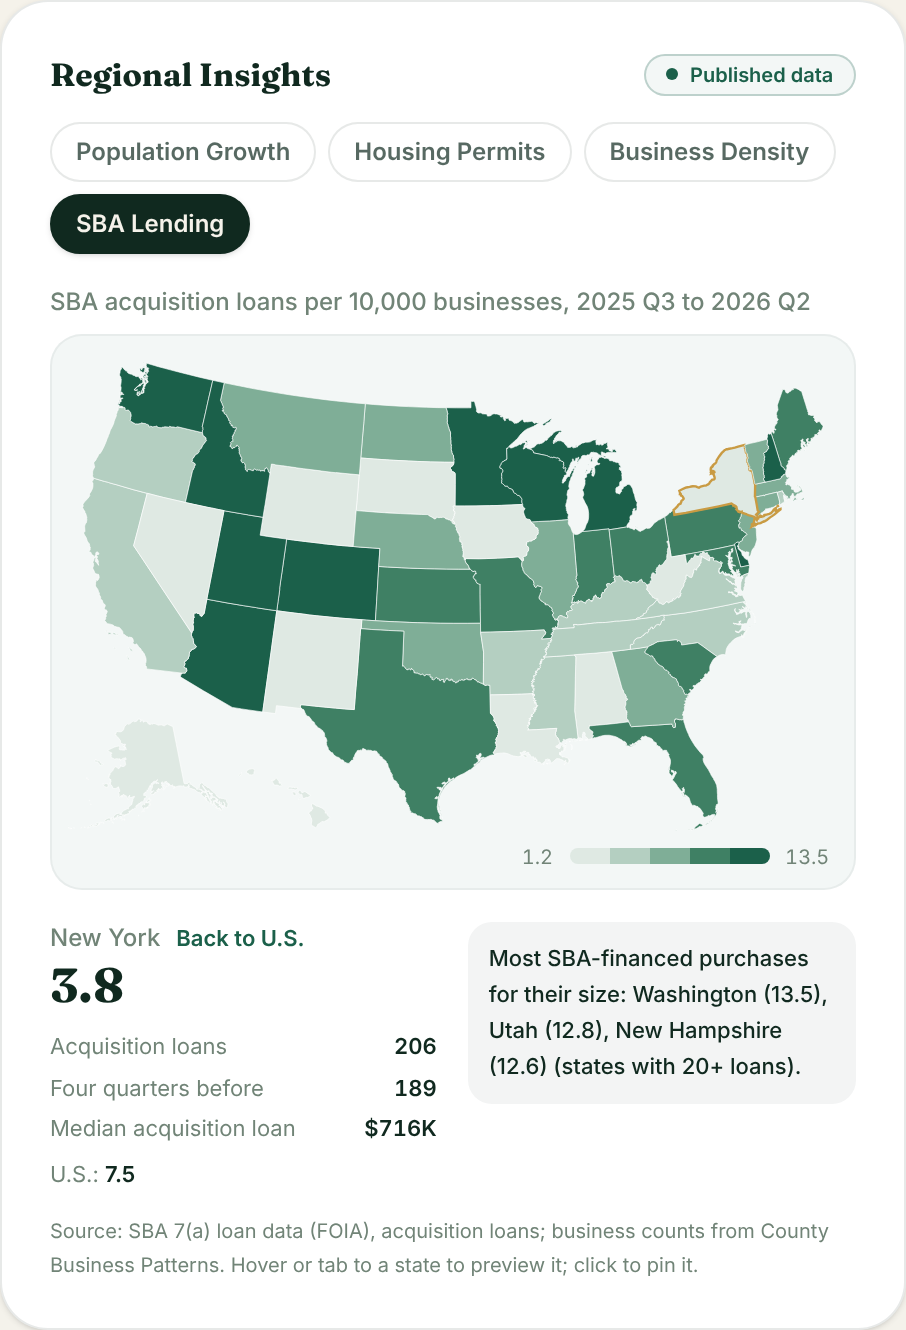 Regional Insights
Published data
Population Growth
Housing Permits
Business Density
SBA Lending
SBA acquisition loans per 10,000 businesses, 2025 Q3 to 2026 Q2
1.2
13.5
New York Back to U.S.
3.8
Acquisition loans 206
Four quarters before 189
Median acquisition loan $716K
U.S.: 7.5
Most SBA-financed purchases
for their size: Washington (13.5),
Utah (12.8), New Hampshire
(12.6) (states with 20+ loans).
Source: SBA 7(a) loan data (FOIA), acquisition loans; business counts from County
Business Patterns. Hover or tab to a state to preview it; click to pin it.